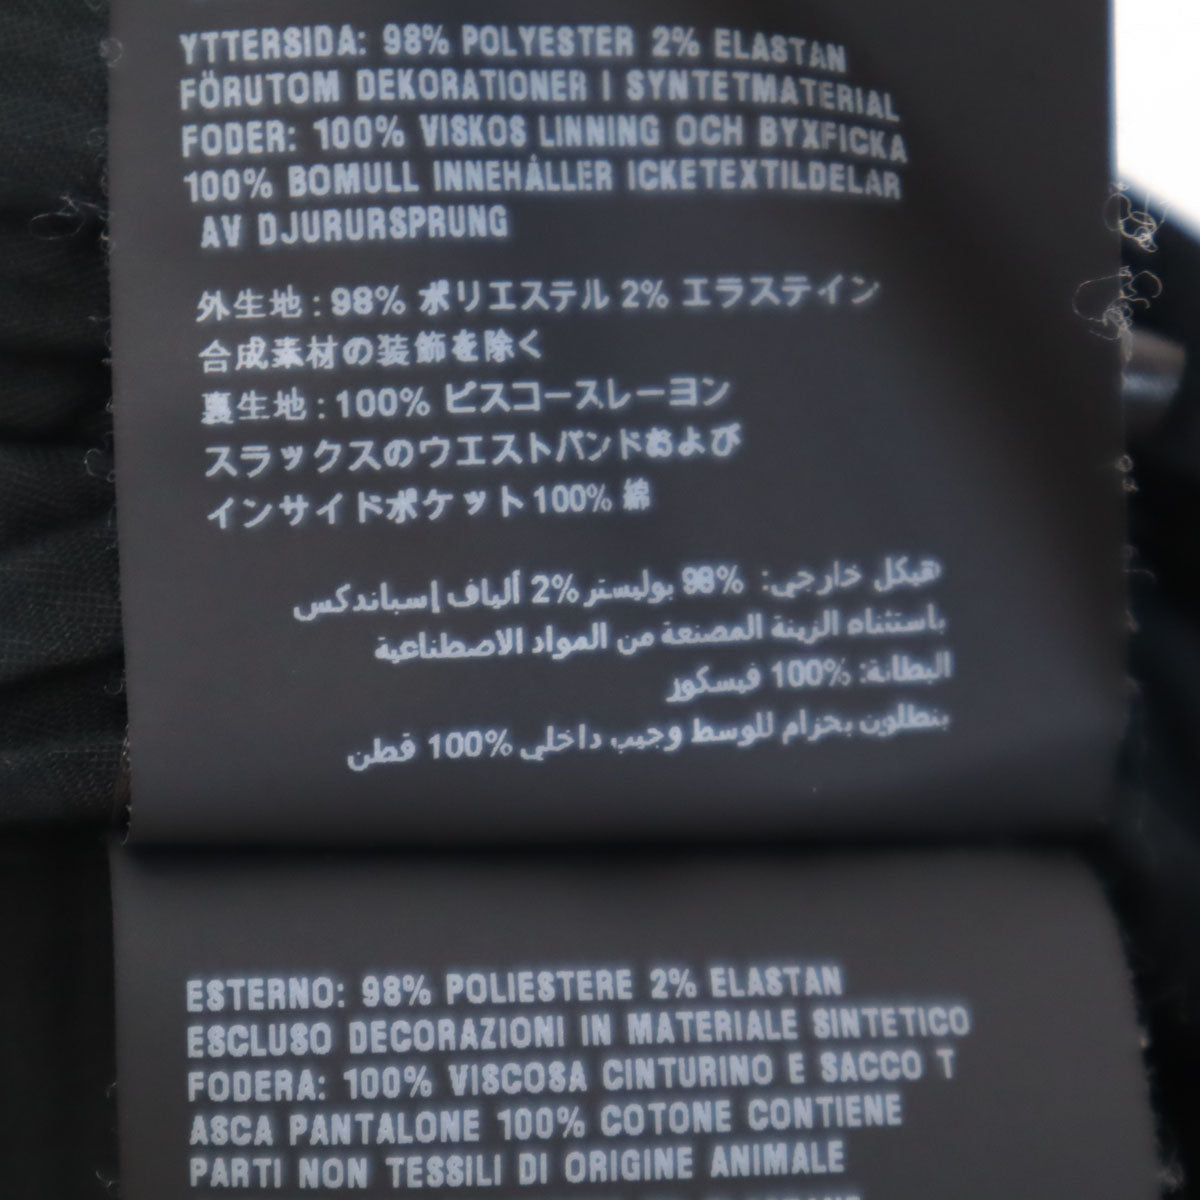 YTTERSIDA: 98% POLYESTER 2% ELASTAN
FÖRUTOM DEKORATIONER I SYNTETMATERIAL
FODER: 100% VISKOS LINNING OCH BYXFICKA
100% BOMULL INNEHÅLLER ICKETEXTILDELAR
AV DJURURSPRUNG
外生地：98% ポリエステル 2% エラステイン
合成素材の装飾を除く
裏生地：100% ビスコースレーヨン
スラックスのウエストバンドおよび
インサイドポケット 100% 綿
هيكل خارجي: 98% بوليستر 2% ألياف إسباندكس
باستثناء الزينة المصنعة من المواد الاصطناعية
البطانة: 100% فيسكوز
بنطلون بحزام للوسط وجيب داخلي 100% قطن
ESTERNO: 98% POLIESTERE 2% ELASTAN
ESCLUSO DECORAZIONI IN MATERIALE SINTETICO
FODERA: 100% VISCOSA CINTURINO E SACCO T
ASCA PANTALONE 100% COTONE CONTIENE
PARTI NON TESSILI DI ORIGINE ANIMALE